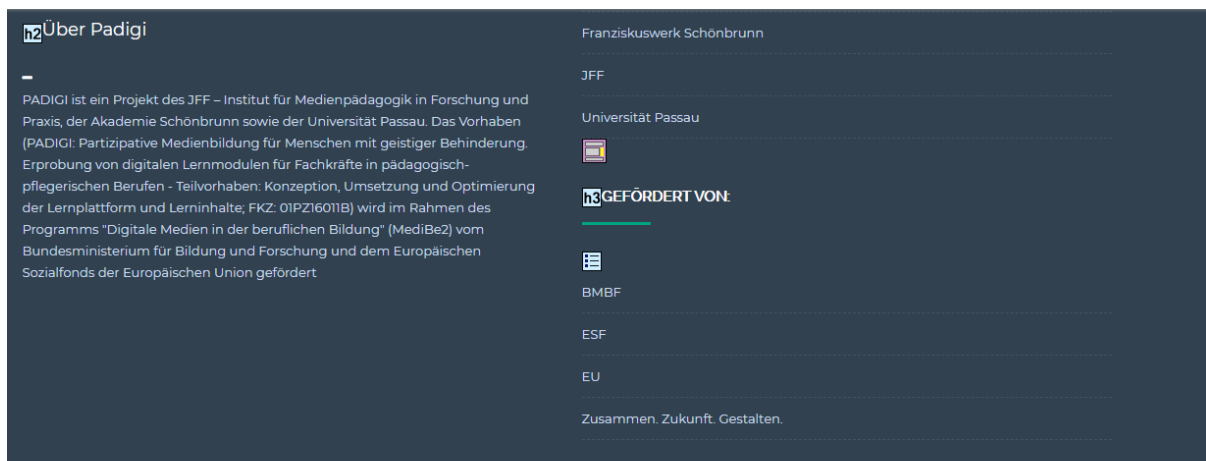 h2 Über Padigi
PADIGI ist ein Projekt des JFF – Institut für Medienpädagogik in Forschung und
Praxis, der Akademie Schönbrunn sowie der Universität Passau. Das Vorhaben
(PADIGI: Partizipative Medienbildung für Menschen mit geistiger Behinderung.
Erprobung von digitalen Lernmodulen für Fachkräfte in pädagogisch-
pflegerischen Berufen - Teilvorhaben: Konzeption, Umsetzung und Optimierung
der Lernplattform und Lerninhalte; FKZ: 01PZ16011B) wird im Rahmen des
Programms "Digitale Medien in der beruflichen Bildung" (MediBe2) vom
Bundesministerium für Bildung und Forschung und dem Europäischen
Sozialfonds der Europäischen Union gefördert
Franziskuswerk Schönbrunn
JFF
Universität Passau
h3 GEFÖRDERT VON:
BMBF
ESF
EU
Zusammen. Zukunft. Gestalten.